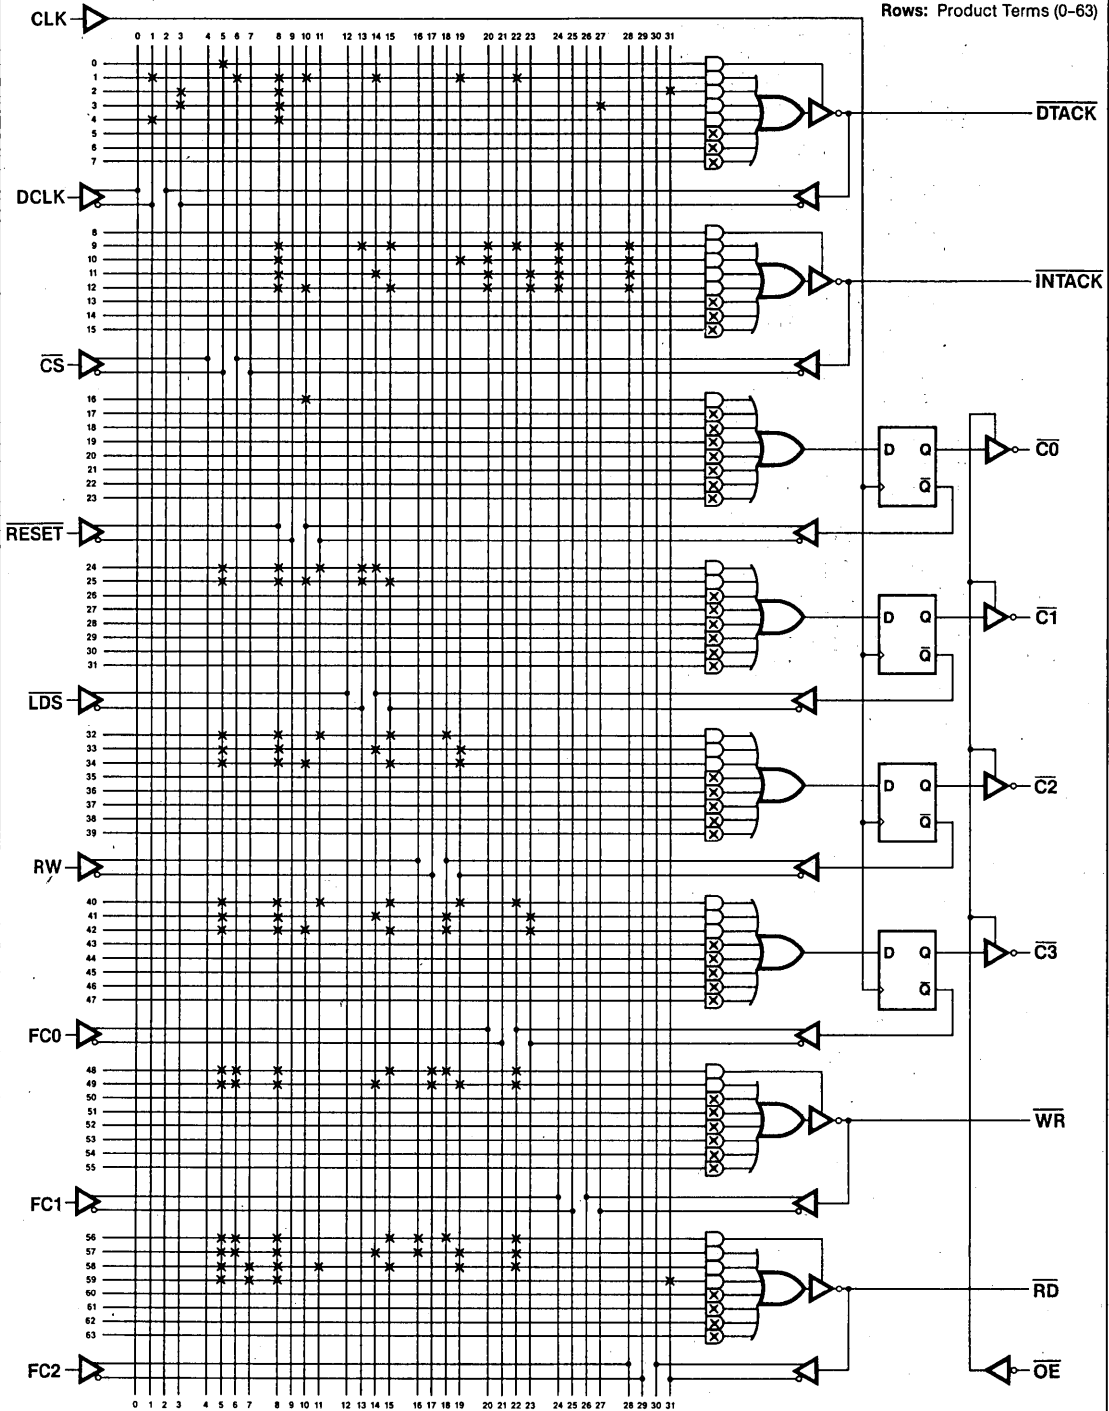 CLK
Rows: Product Terms (0–63)
0 1 2 3 4 5 6 7 8 9 10 11 12 13 14 15 16 17 18 19 20 21 22 23 24 25 26 27 28 29 30 31
0
1
2
3
4
5
6
7
DTACK
DCLK
8
9
10
11
12
13
14
15
INTACK
CS
16
17
18
19
20
21
22
23
D Q
Q
C0
RESET
24
25
26
27
28
29
30
31
D Q
Q
C1
LDS
32
33
34
35
36
37
38
39
D Q
Q
C2
RW
40
41
42
43
44
45
46
47
D Q
Q
C3
FC0
48
49
50
51
52
53
54
55
WR
FC1
56
57
58
59
60
61
62
63
RD
FC2
OE
0 1 2 3 4 5 6 7 8 9 10 11 12 13 14 15 16 17 18 19 20 21 22 23 24 25 26 27 28 29 30 31